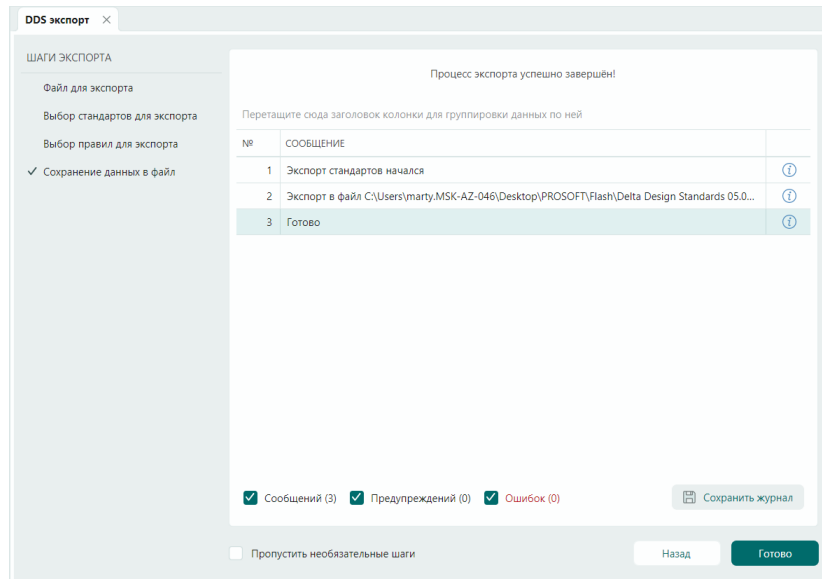 DDS экспорт
ШАГИ ЭКСПОРТА
Файл для экспорта
Выбор стандартов для экспорта
Выбор правил для экспорта
Сохранение данных в файл
Процесс экспорта успешно завершён!
Перетащите сюда заголовок колонки для группировки данных по ней
№ СООБЩЕНИЕ
1 Экспорт стандартов начался
2 Экспорт в файл C:\Users\marty.MSK-AZ-046\Desktop\PROSOFT\Flash\Delta Design Standards 05.0...
3 Готово
Сообщений (3) Предупреждений (0) Ошибок (0) Сохранить журнал
Пропустить необязательные шаги Назад Готово